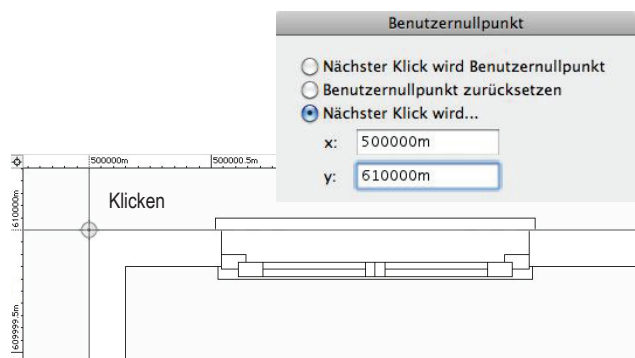 Benutzernullpunkt
Nächster Klick wird Benutzernullpunkt
Benutzernullpunkt zurücksetzen
Nächster Klick wird...
x: 500000m
y: 610000m
500000m 500000.5m
Klicken
610000m
609999.5m